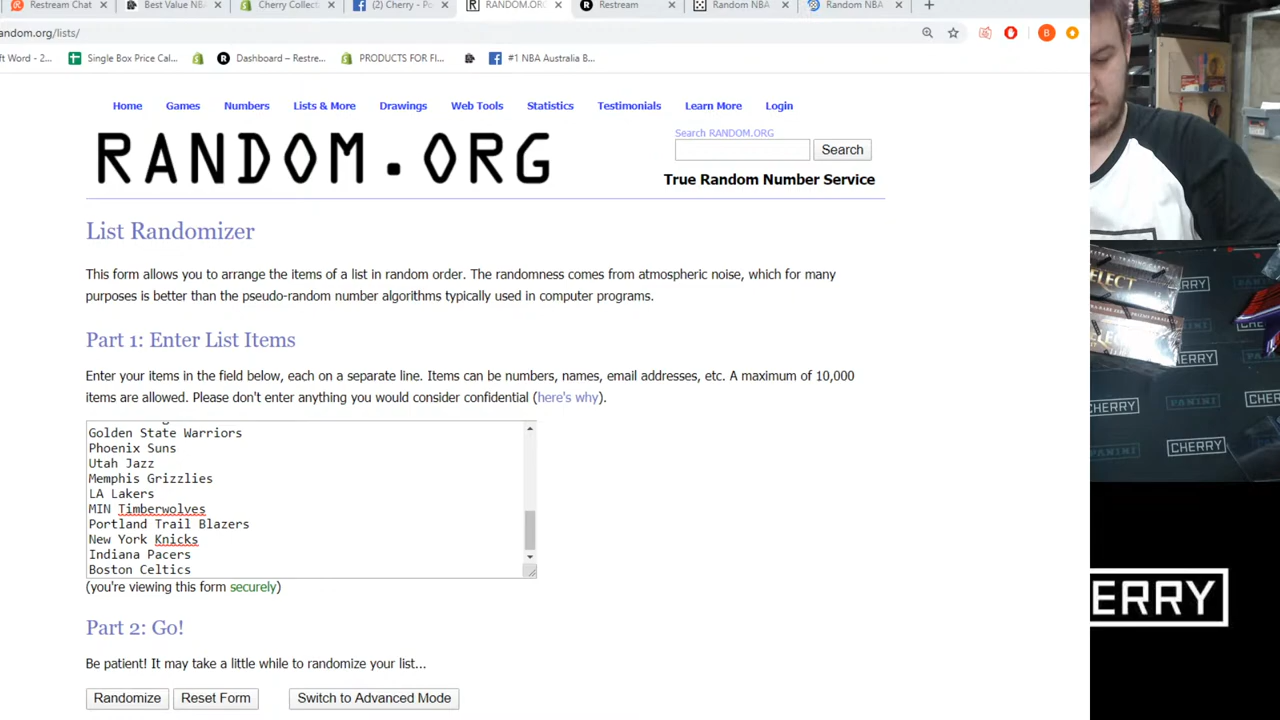 Restream Chat
Best Value NBA
Cherry Collect
(2) Cherry - Po
RANDOM.ORG
Restream
Random NBA
Random NBA
andom.org/lists/
ft Word - 2...
Single Box Price Cal...
Dashboard – Restre...
PRODUCTS FOR FI...
#1 NBA Australia B...
Home Games Numbers Lists & More Drawings Web Tools Statistics Testimonials Learn More Login
RANDOM.ORG
Search RANDOM.ORG
Search
True Random Number Service
List Randomizer
This form allows you to arrange the items of a list in random order. The randomness comes from atmospheric noise, which for many
purposes is better than the pseudo-random number algorithms typically used in computer programs.
Part 1: Enter List Items
Enter your items in the field below, each on a separate line. Items can be numbers, names, email addresses, etc. A maximum of 10,000
items are allowed. Please don't enter anything you would consider confidential (here's why).
Golden State Warriors
Phoenix Suns
Utah Jazz
Memphis Grizzlies
LA Lakers
MIN Timberwolves
Portland Trail Blazers
New York Knicks
Indiana Pacers
Boston Celtics
(you're viewing this form securely)
Part 2: Go!
Be patient! It may take a little while to randomize your list...
Randomize Reset Form Switch to Advanced Mode
B
CHERRY
PANINI
CHERRY
PANINI
CHERRY
ERRY